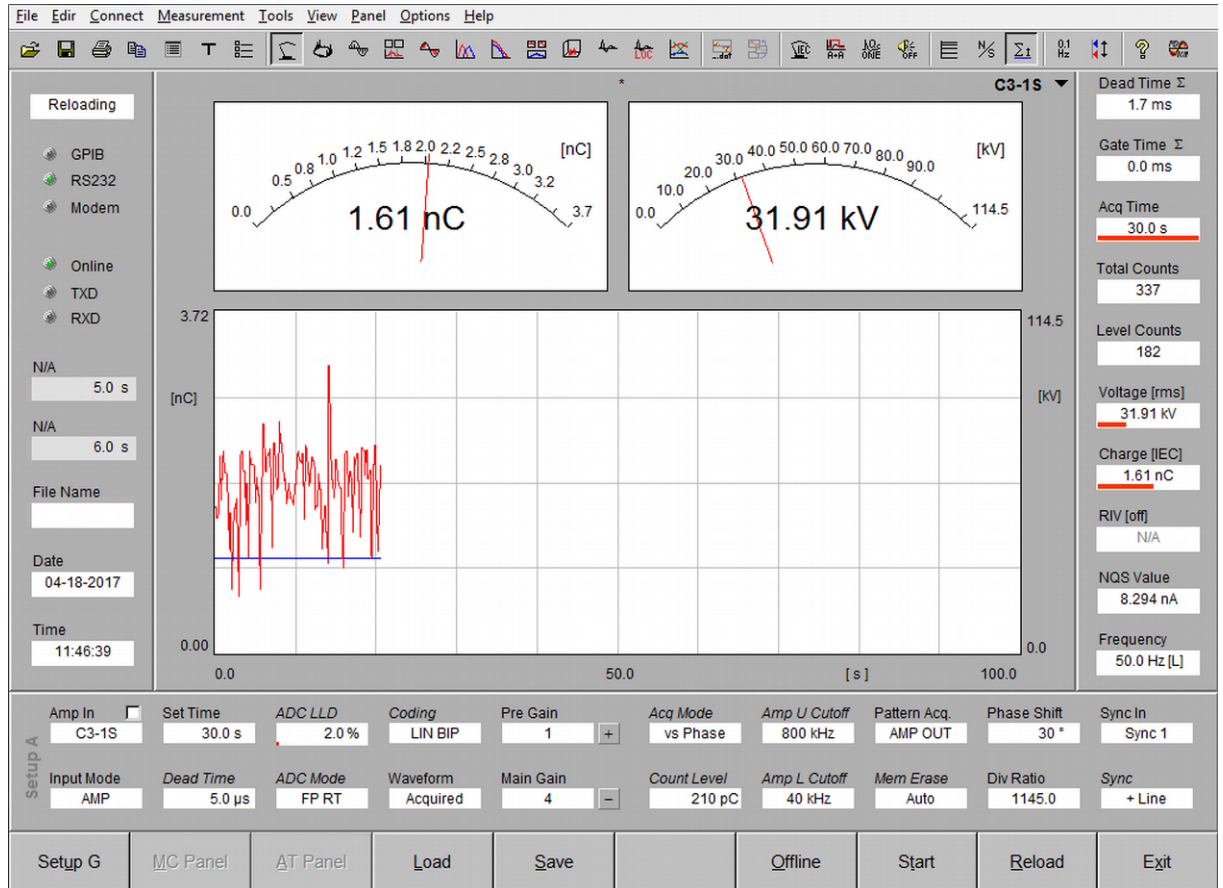 File Edir Connect Measurement Tools View Panel Options Help
T LOC ...dat IEC A+A ONE OFF N/S Σ1 0.1 Hz ?
Reloading
GPIB
RS232
Modem
Online
TXD
RXD
N/A
5.0 s
N/A
6.0 s
File Name
Date
04-18-2017
Time
11:46:39
*
C3-1S
0.0 0.5 0.8 1.0 1.2 1.5 1.8 2.0 2.2 2.5 2.8 3.0 3.2 3.7
[nC]
1.61 nC
0.0 10.0 20.0 30.0 40.0 50.0 60.0 70.0 80.0 90.0 114.5
[kV]
31.91 kV
3.72
[nC]
0.00
114.5
[kV]
0.0
0.0 50.0 [s] 100.0
Dead Time Σ
1.7 ms
Gate Time Σ
0.0 ms
Acq Time
30.0 s
Total Counts
337
Level Counts
182
Voltage [rms]
31.91 kV
Charge [IEC]
1.61 nC
RIV [off]
N/A
NQS Value
8.294 nA
Frequency
50.0 Hz [L]
Setup A
Amp In Set Time ADC LLD Coding Pre Gain Acq Mode Amp U Cutoff Pattern Acq. Phase Shift Sync In
C3-1S 30.0 s 2.0 % LIN BIP 1 + vs Phase 800 kHz AMP OUT 30 ° Sync 1
Input Mode Dead Time ADC Mode Waveform Main Gain Count Level Amp L Cutoff Mem Erase Div Ratio Sync
AMP 5.0 µs FP RT Acquired 4 – 210 pC 40 kHz Auto 1145.0 + Line
Setup G MC Panel AT Panel Load Save Offline Start Reload Exit